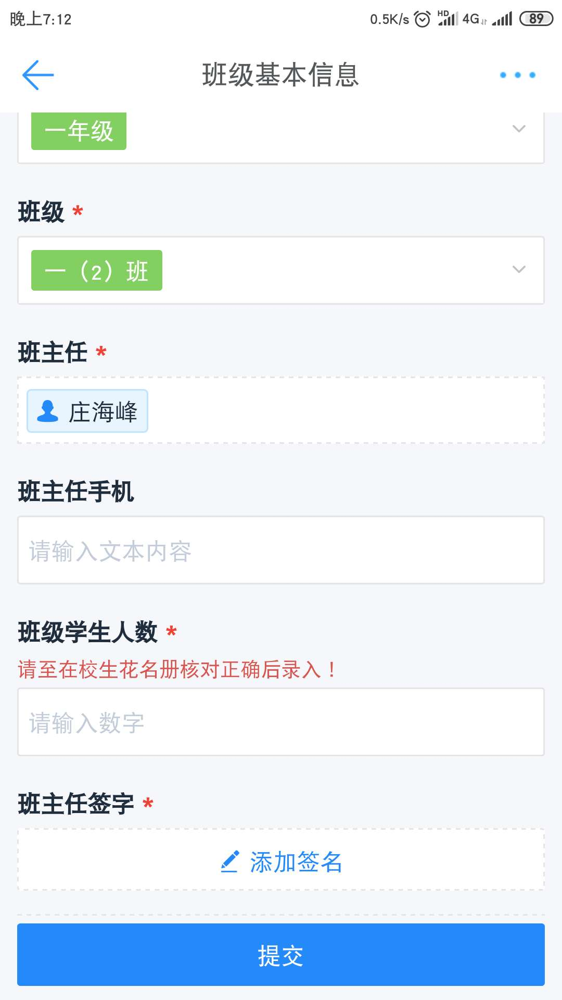 晚上7:12 0.5K/s HD 4G 89
班级基本信息
一年级
班级 *
一（2）班
班主任 *
庄海峰
班主任手机
请输入文本内容
班级学生人数 *
请至在校生花名册核对正确后录入！
请输入数字
班主任签字 *
添加签名
提交